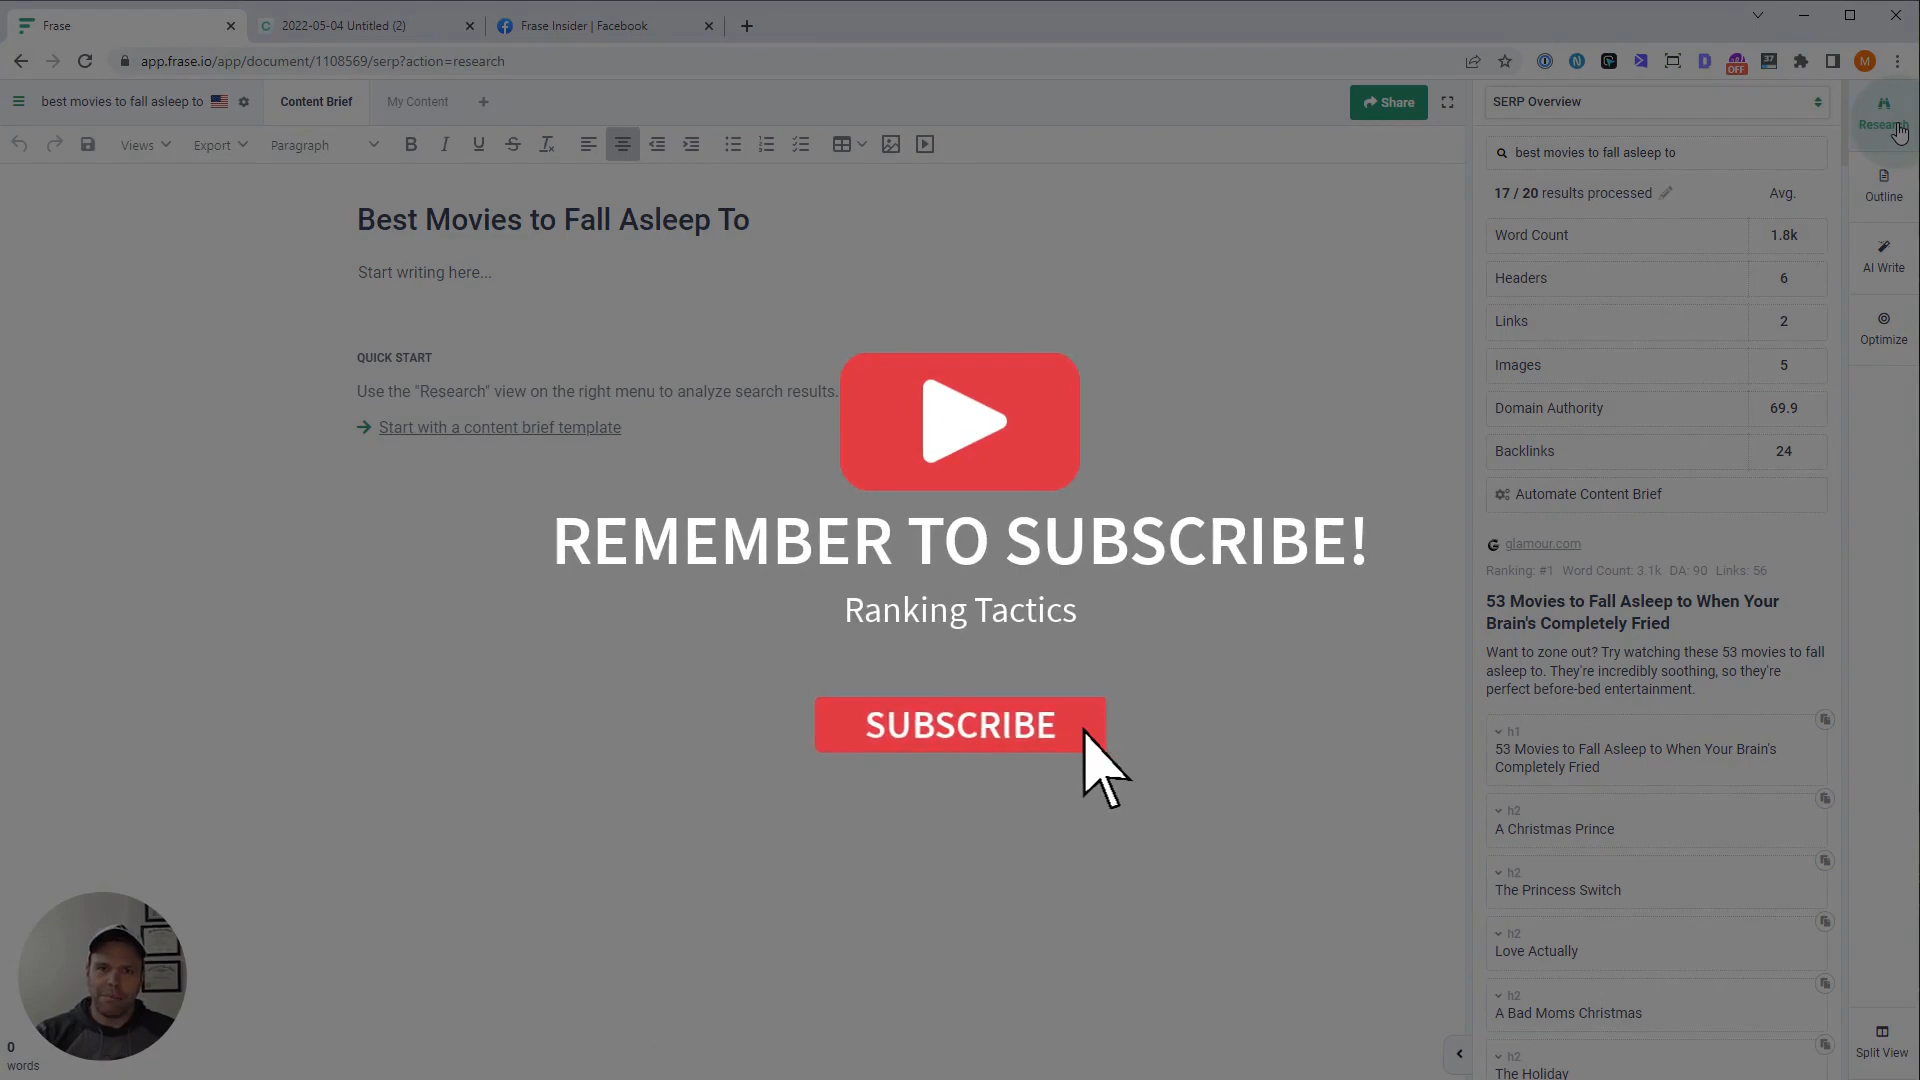 Frase
2022-05-04 Untitled (2)
Frase Insider | Facebook
app.frase.io/app/document/1108569/serp?action=research
OFF
37
M
best movies to fall asleep to
Content Brief
My Content
Share
SERP Overview
Research
Views
Export
Paragraph
best movies to fall asleep to
17 / 20 results processed
Avg.
Outline
Best Movies to Fall Asleep To
Word Count 1.8k
AI Write
Start writing here...
Headers 6
Links 2
Optimize
QUICK START
Images 5
Use the "Research" view on the right menu to analyze search results.
Domain Authority 69.9
Start with a content brief template
Backlinks 24
Automate Content Brief
REMEMBER TO SUBSCRIBE!
Ranking Tactics
SUBSCRIBE
glamour.com
Ranking: #1 Word Count: 3.1k DA: 90 Links: 56
53 Movies to Fall Asleep to When Your
Brain's Completely Fried
Want to zone out? Try watching these 53 movies to fall
asleep to. They're incredibly soothing, so they're
perfect before-bed entertainment.
h1
53 Movies to Fall Asleep to When Your Brain's
Completely Fried
h2
A Christmas Prince
h2
The Princess Switch
h2
Love Actually
h2
A Bad Moms Christmas
h2
The Holiday
0
words
Split View